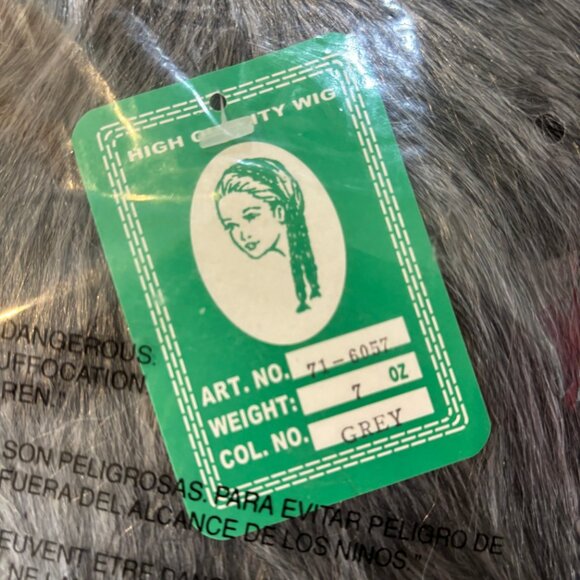 HIGH QUALITY WIG
ART. NO. 71-6057
WEIGHT: 7 OZ
COL. NO. GREY
DANGEROUS.
UFFOCATION
REN."
SON PELIGROSAS. PARA EVITAR PELIGRO DE
FUERA DEL ALCANCE DE LOS NINOS."
EUVENT ETRE